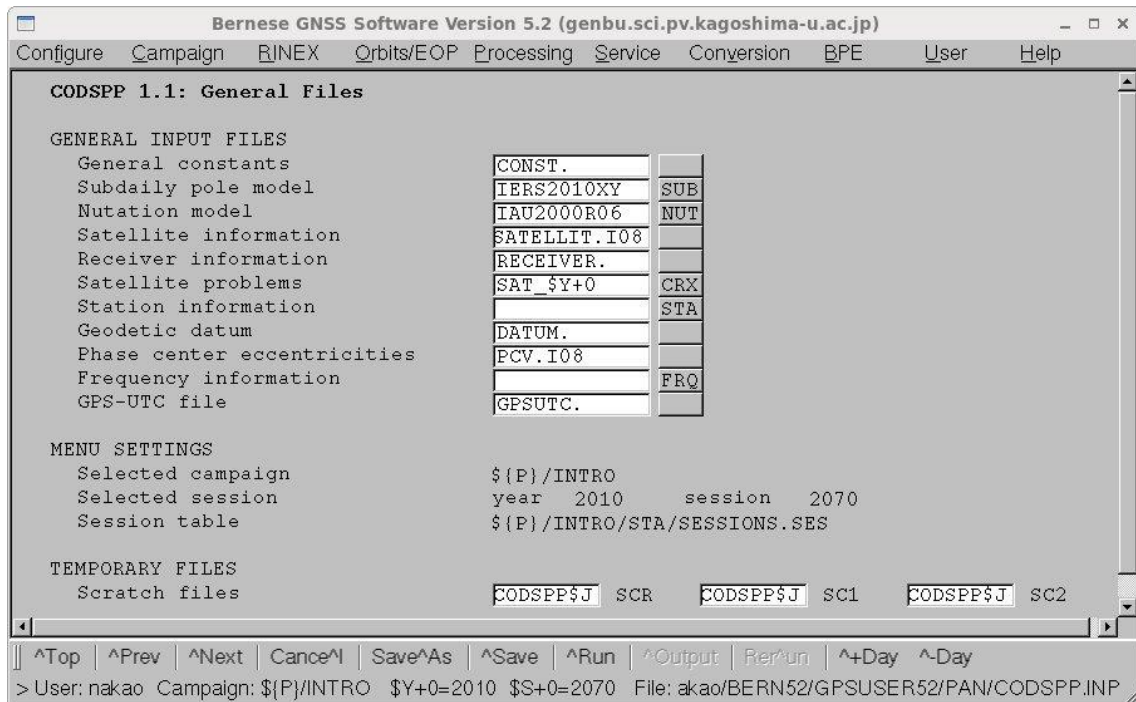 Bernese GNSS Software Version 5.2 (genbu.sci.pv.kagoshima-u.ac.jp)
Configure Campaign RINEX Orbits/EOP Processing Service Conversion BPE User Help
CODSPP 1.1: General Files
GENERAL INPUT FILES
General constants CONST.
Subdaily pole model IERS2010XY SUB
Nutation model IAU2000R06 NUT
Satellite information SATELLIT.I08
Receiver information RECEIVER.
Satellite problems SAT_$Y+0 CRX
Station information STA
Geodetic datum DATUM.
Phase center eccentricities PCV.I08
Frequency information FRQ
GPS-UTC file GPSUTC.
MENU SETTINGS
Selected campaign ${P}/INTRO
Selected session year 2010 session 2070
Session table ${P}/INTRO/STA/SESSIONS.SES
TEMPORARY FILES
Scratch files CODSPP$J SCR CODSPP$J SC1 CODSPP$J SC2
^Top | ^Prev | ^Next | Cance^l | Save^As | ^Save | ^Run | ^Output | Rer^un | ^+Day ^-Day
> User: nakao Campaign: ${P}/INTRO $Y+0=2010 $S+0=2070 File: akao/BERN52/GPSUSER52/PAN/CODSPP.INP